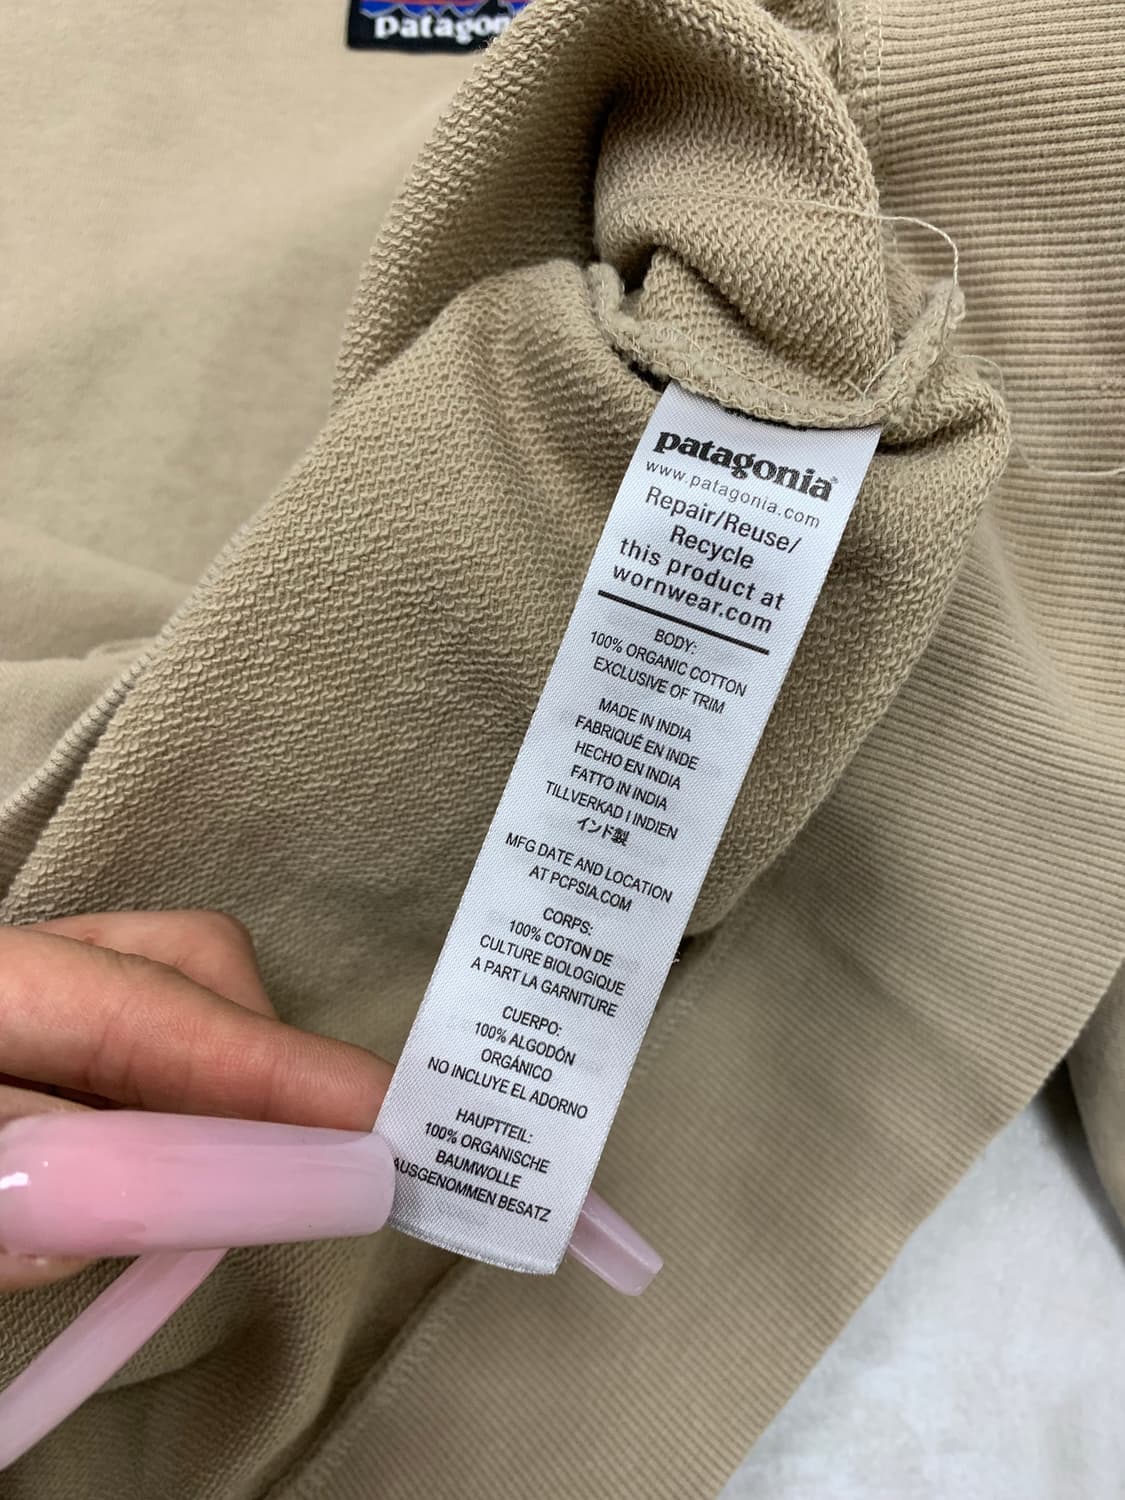 patagon
patagonia®
www.patagonia.com
Repair/Reuse/
Recycle
this product at
wornwear.com
BODY:
100% ORGANIC COTTON
EXCLUSIVE OF TRIM
MADE IN INDIA
FABRIQUÉ EN INDE
HECHO EN INDIA
FATTO IN INDIA
TILLVERKAD I INDIEN
インド製
MFG DATE AND LOCATION
AT PCPSIA.COM
CORPS:
100% COTON DE
CULTURE BIOLOGIQUE
A PART LA GARNITURE
CUERPO:
100% ALGODÓN
ORGÁNICO
NO INCLUYE EL ADORNO
HAUPTTEIL:
100% ORGANISCHE
BAUMWOLLE
AUSGENOMMEN BESATZ